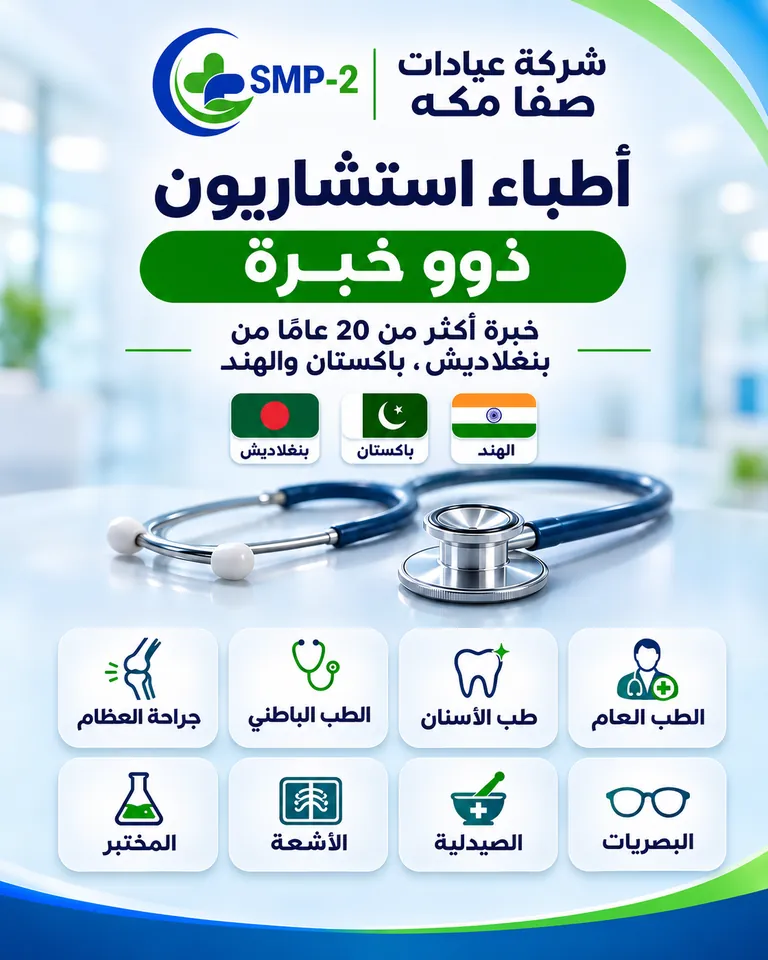 SMP-2
شركة عيادات
صفا مكه
أطباء استشاريون
ذوو خبرة
خبرة أكثر من 20 عامًا من
بنغلاديش، باكستان والهند
الهند
باكستان
بنغلاديش
الطب العام
طب الأسنان
الطب الباطني
جراحة العظام
البصريات
الصيدلية
الأشعة
المختبر